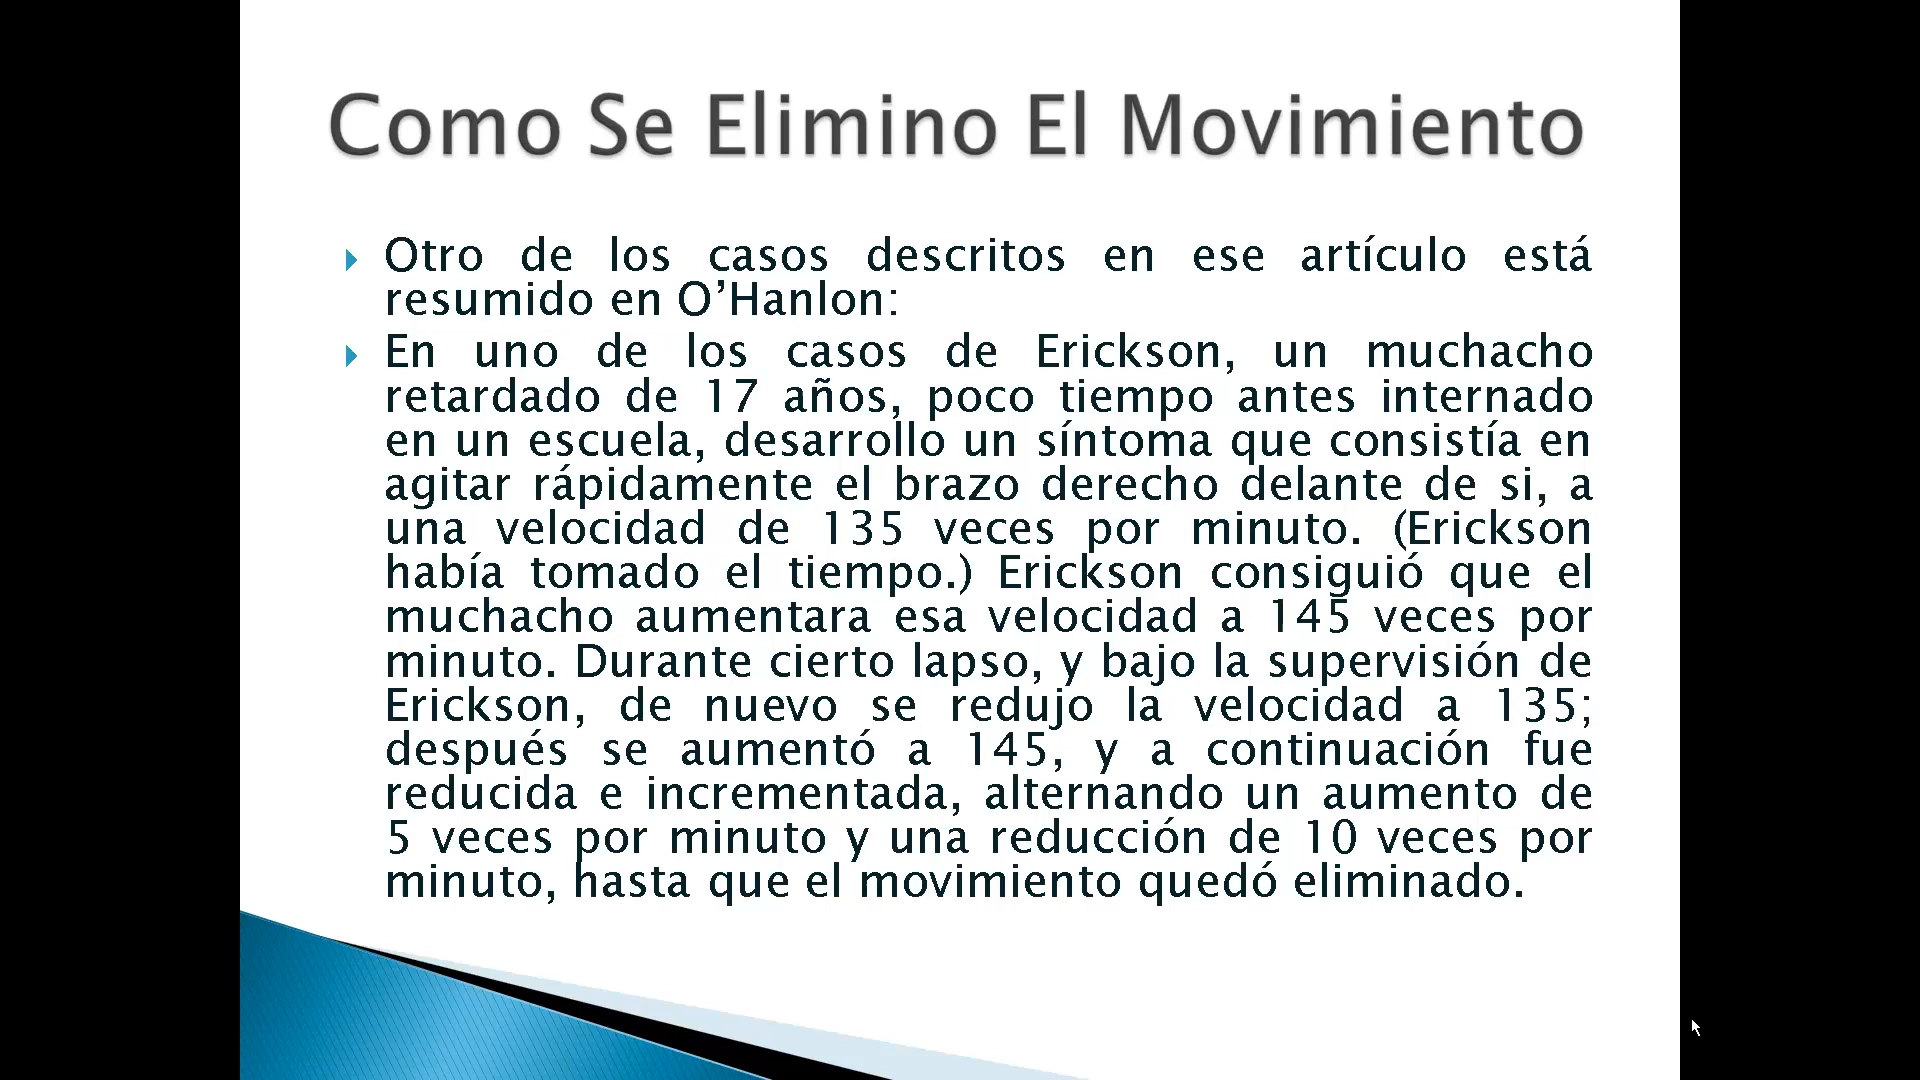 Como Se Elimino El Movimiento
Otro de los casos descritos en ese artículo está
resumido en O’Hanlon:
En uno de los casos de Erickson, un muchacho
retardado de 17 años, poco tiempo antes internado
en un escuela, desarrollo un síntoma que consistía en
agitar rápidamente el brazo derecho delante de si, a
una velocidad de 135 veces por minuto. (Erickson
había tomado el tiempo.) Erickson consiguió que el
muchacho aumentara esa velocidad a 145 veces por
minuto. Durante cierto lapso, y bajo la supervisión de
Erickson, de nuevo se redujo la velocidad a 135;
después se aumentó a 145, y a continuación fue
reducida e incrementada, alternando un aumento de
5 veces por minuto y una reducción de 10 veces por
minuto, hasta que el movimiento quedó eliminado.